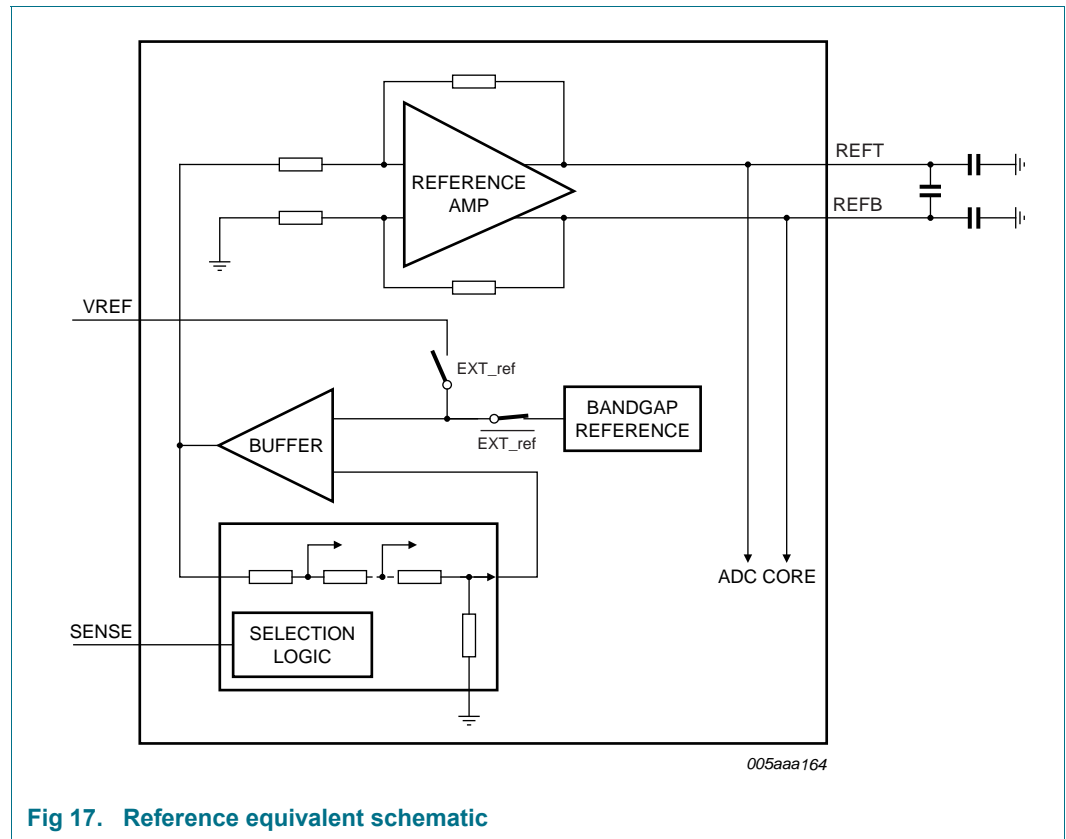 REFERENCE
AMP
REFT
REFB
VREF
EXT_ref
BANDGAP
REFERENCE
EXT_ref
BUFFER
ADC CORE
SENSE
SELECTION
LOGIC
005aaa164
Fig 17. Reference equivalent schematic